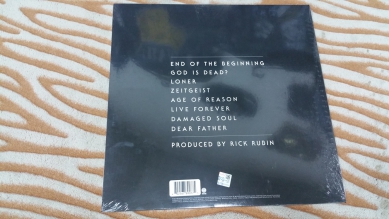 END OF THE BEGINNING
GOD IS DEAD?
LONER
ZEITGEIST
AGE OF REASON
LIVE FOREVER
DAMAGED SOUL
DEAR FATHER
PRODUCED BY RICK RUBIN